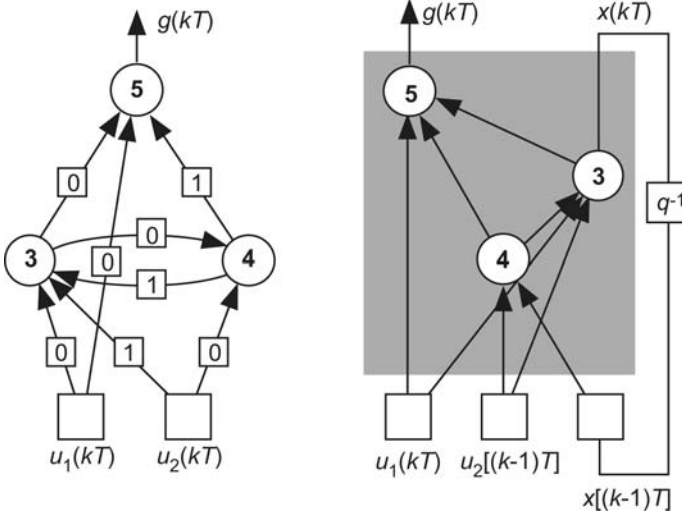 g(kT)
5
0
1
0
3
0
4
1
0
1
0
u₁(kT)
u₂(kT)
g(kT)
x(kT)
5
3
q-1
4
u₁(kT)
u₂[(k-1)T]
x[(k-1)T]